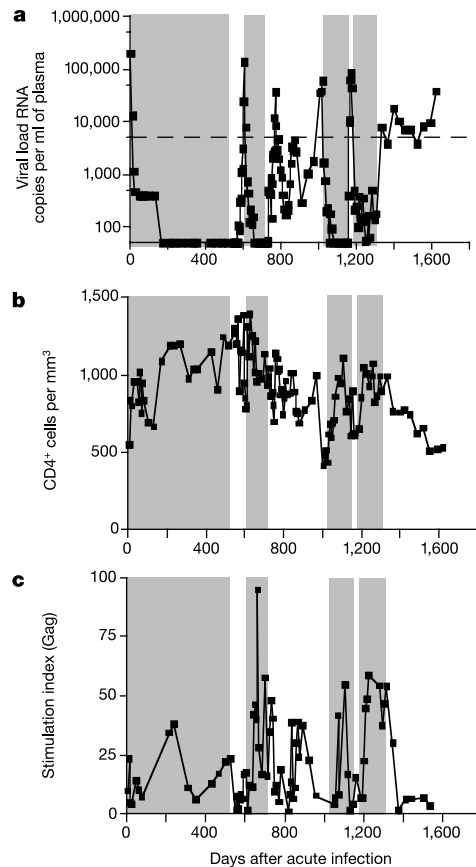 a
1,000,000
100,000
10,000
1,000
100
Viral load RNA
copies per ml of plasma
0 400 800 1,200 1,600
b
1,500
1,000
500
0
CD4⁺ cells per mm³
0 400 800 1,200 1,600
c
100
75
50
25
0
Stimulation index (Gag)
0 400 800 1,200 1,600
Days after acute infection